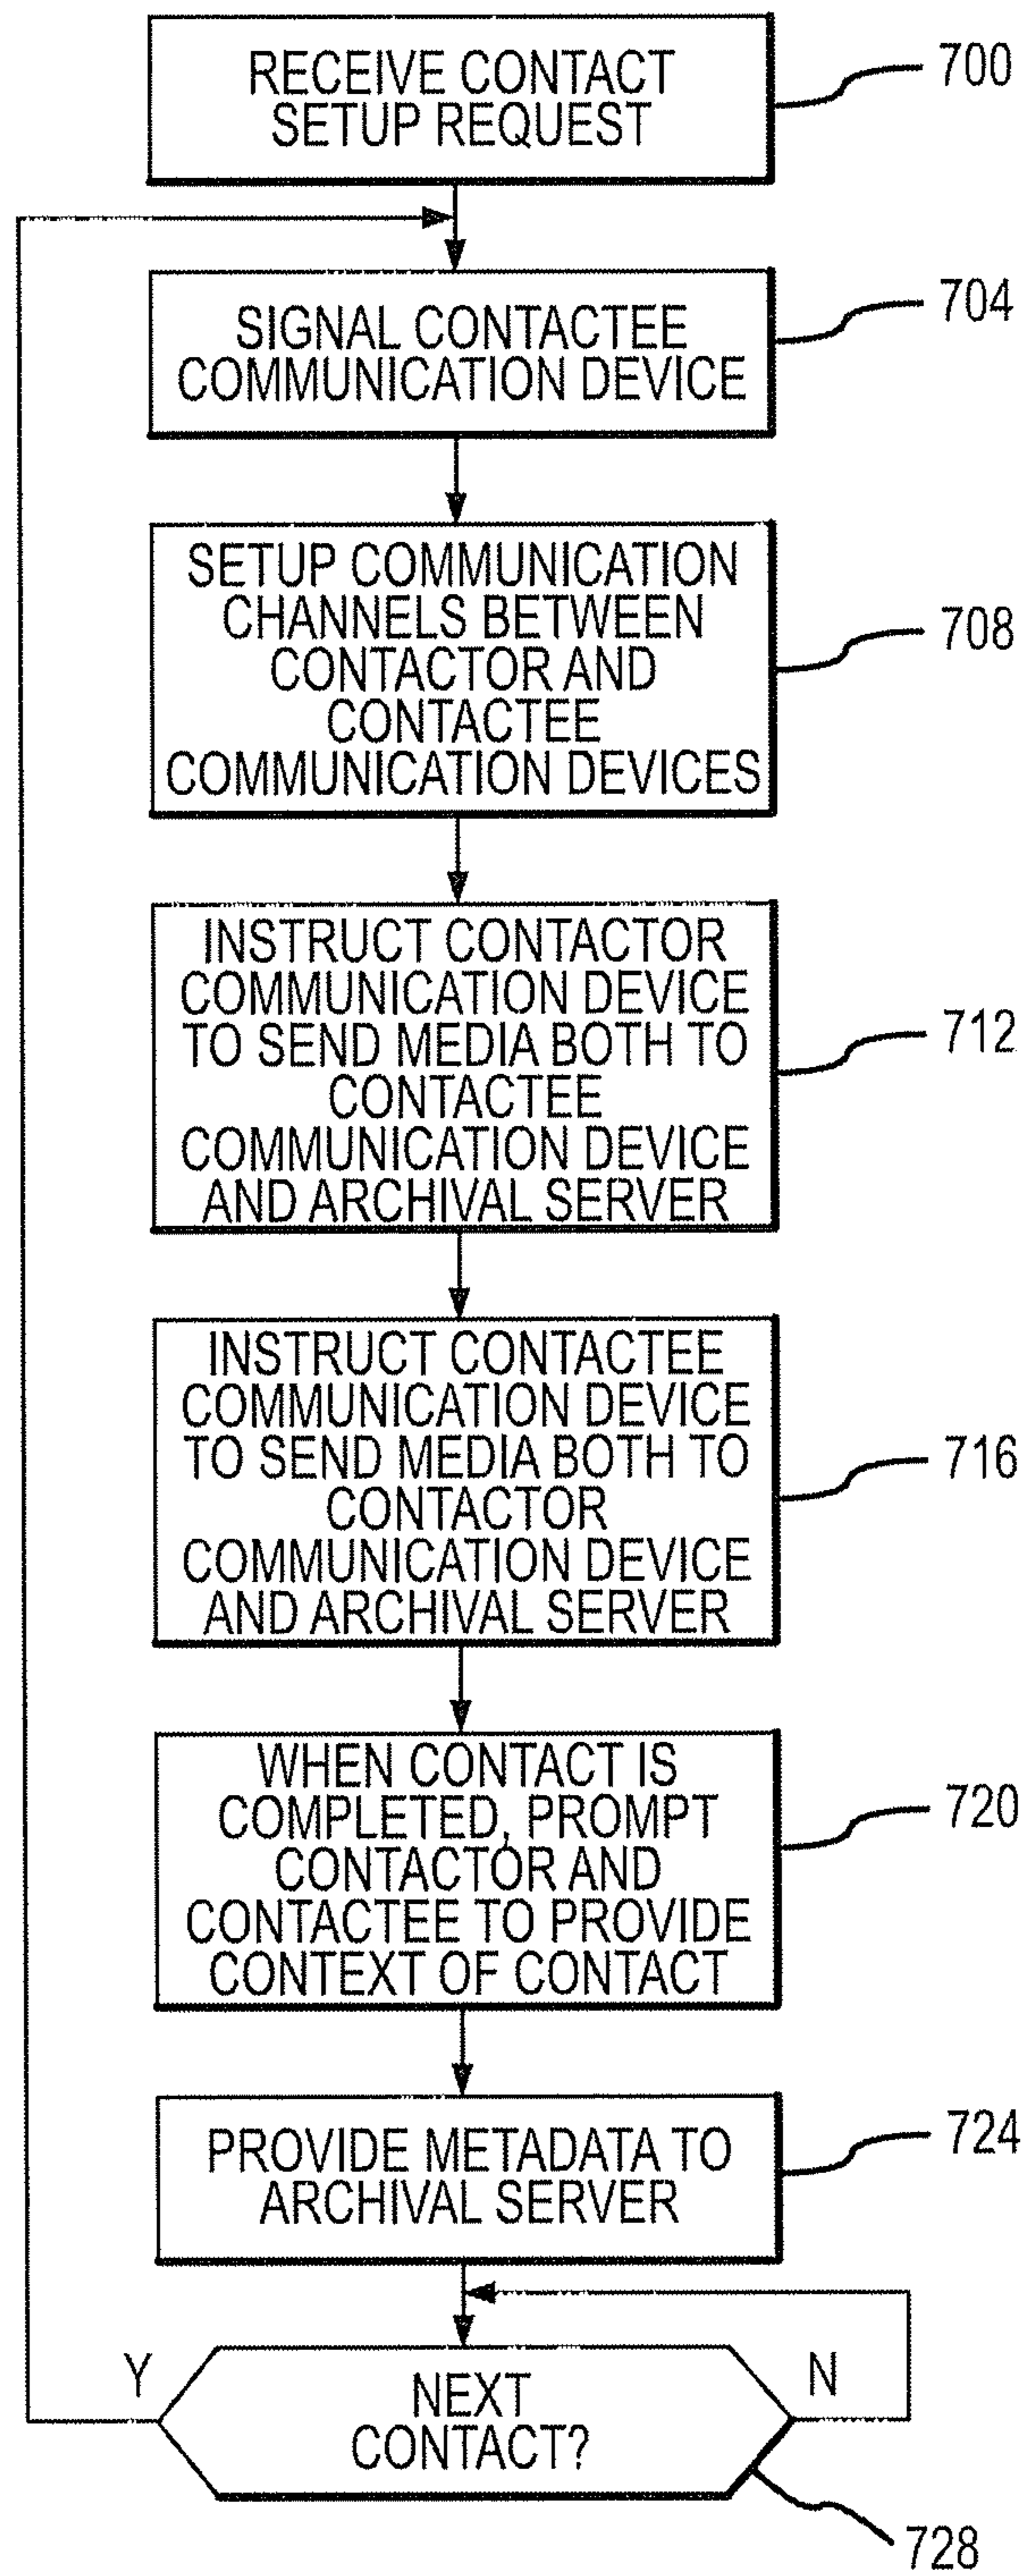 RECEIVE CONTACT
SETUP REQUEST
700
SIGNAL CONTACTEE
COMMUNICATION DEVICE
704
SETUP COMMUNICATION
CHANNELS BETWEEN
CONTACTOR AND
CONTACTEE
COMMUNICATION DEVICES
708
INSTRUCT CONTACTOR
COMMUNICATION DEVICE
TO SEND MEDIA BOTH TO
CONTACTEE
COMMUNICATION DEVICE
AND ARCHIVAL SERVER
712
INSTRUCT CONTACTEE
COMMUNICATION DEVICE
TO SEND MEDIA BOTH TO
CONTACTOR
COMMUNICATION DEVICE
AND ARCHIVAL SERVER
716
WHEN CONTACT IS
COMPLETED, PROMPT
CONTACTOR AND
CONTACTEE TO PROVIDE
CONTEXT OF CONTACT
720
PROVIDE METADATA TO
ARCHIVAL SERVER
724
Y
NEXT
CONTACT?
N
728